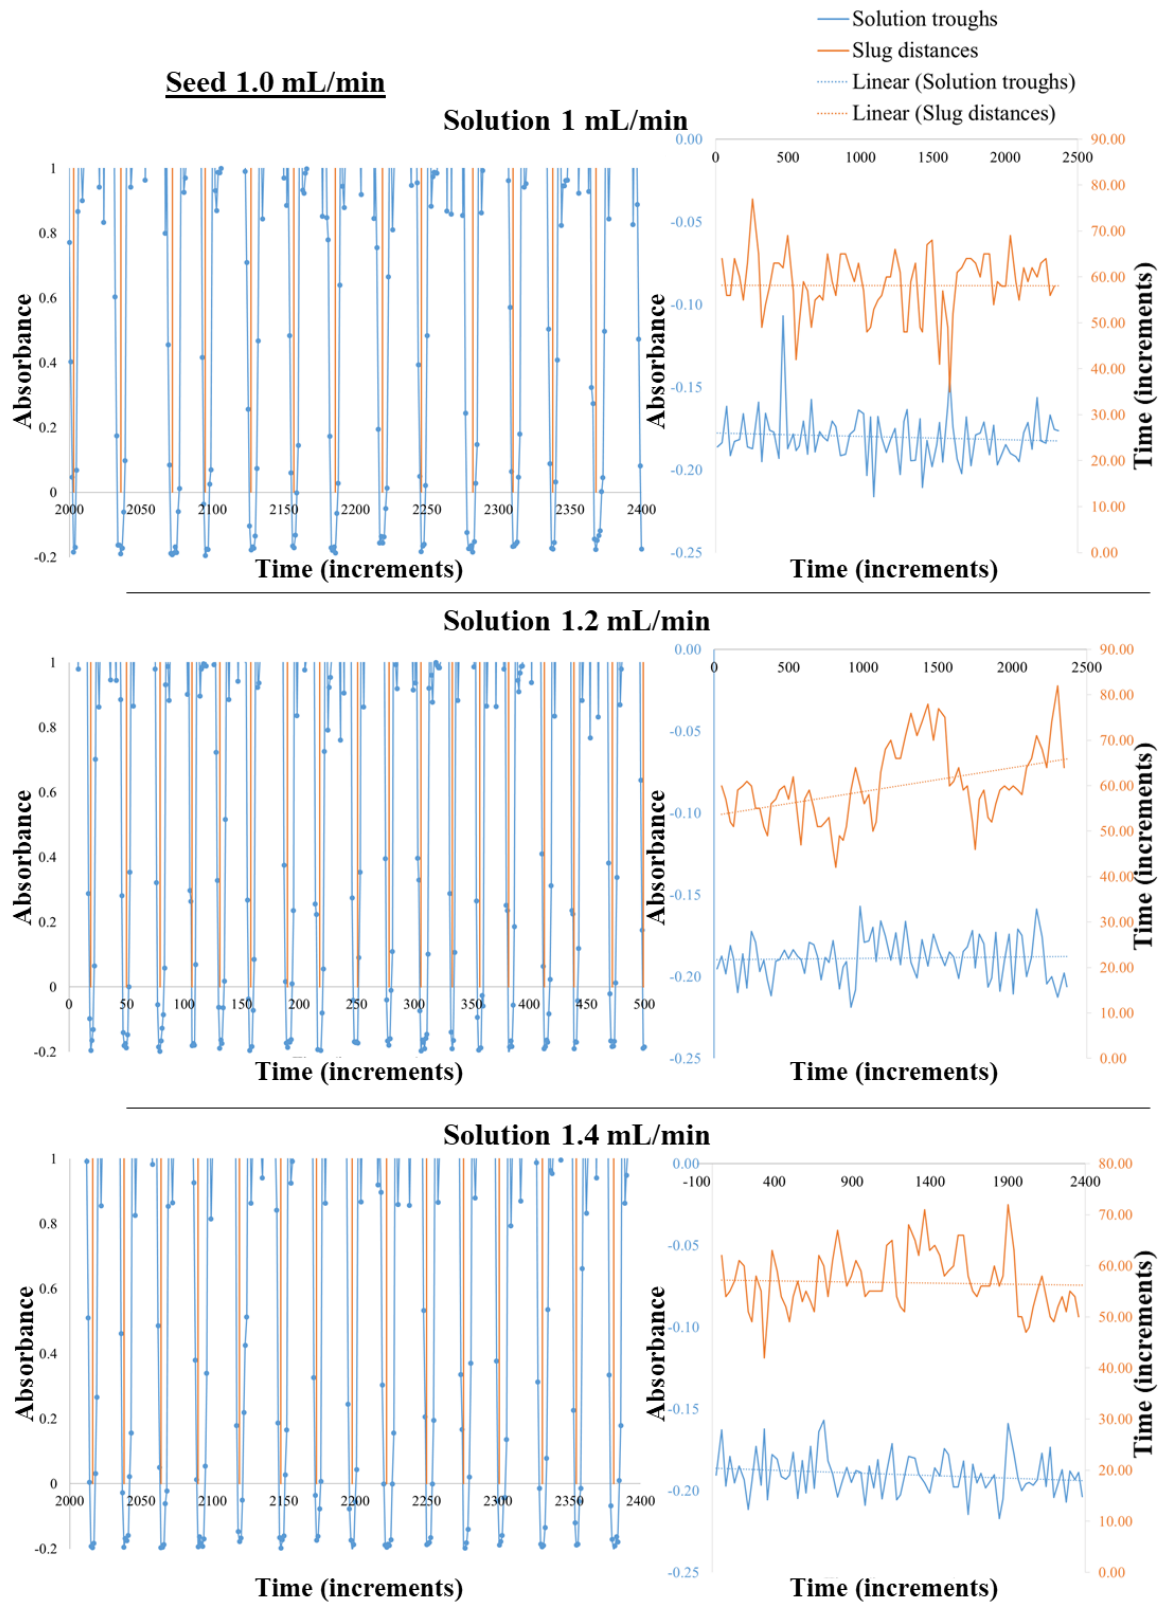 Solution troughs
Slug distances
Linear (Solution troughs)
Linear (Slug distances)
Seed 1.0 mL/min
Solution 1 mL/min
Absorbance
1
0.8
0.6
0.4
0.2
0
-0.2
2000 2050 2100 2150 2200 2250 2300 2350 2400
Time (increments)
Absorbance
0.00
-0.05
-0.10
-0.15
-0.20
-0.25
0 500 1000 1500 2000 2500
90.00
80.00
70.00
60.00
50.00
40.00
30.00
20.00
10.00
0.00
Time (increments)
Time (increments)
Solution 1.2 mL/min
Absorbance
1
0.8
0.6
0.4
0.2
0
-0.2
0 50 100 150 200 250 300 350 400 450 500
Time (increments)
Absorbance
0.00
-0.05
-0.10
-0.15
-0.20
-0.25
0 500 1000 1500 2000 2500
90.00
80.00
70.00
60.00
50.00
40.00
30.00
20.00
10.00
0.00
Time (increments)
Time (increments)
Solution 1.4 mL/min
Absorbance
1
0.8
0.6
0.4
0.2
0
-0.2
2000 2050 2100 2150 2200 2250 2300 2350 2400
Time (increments)
Absorbance
0.00
-0.05
-0.10
-0.15
-0.20
-0.25
-100 400 900 1400 1900 2400
80.00
70.00
60.00
50.00
40.00
30.00
20.00
10.00
0.00
Time (increments)
Time (increments)